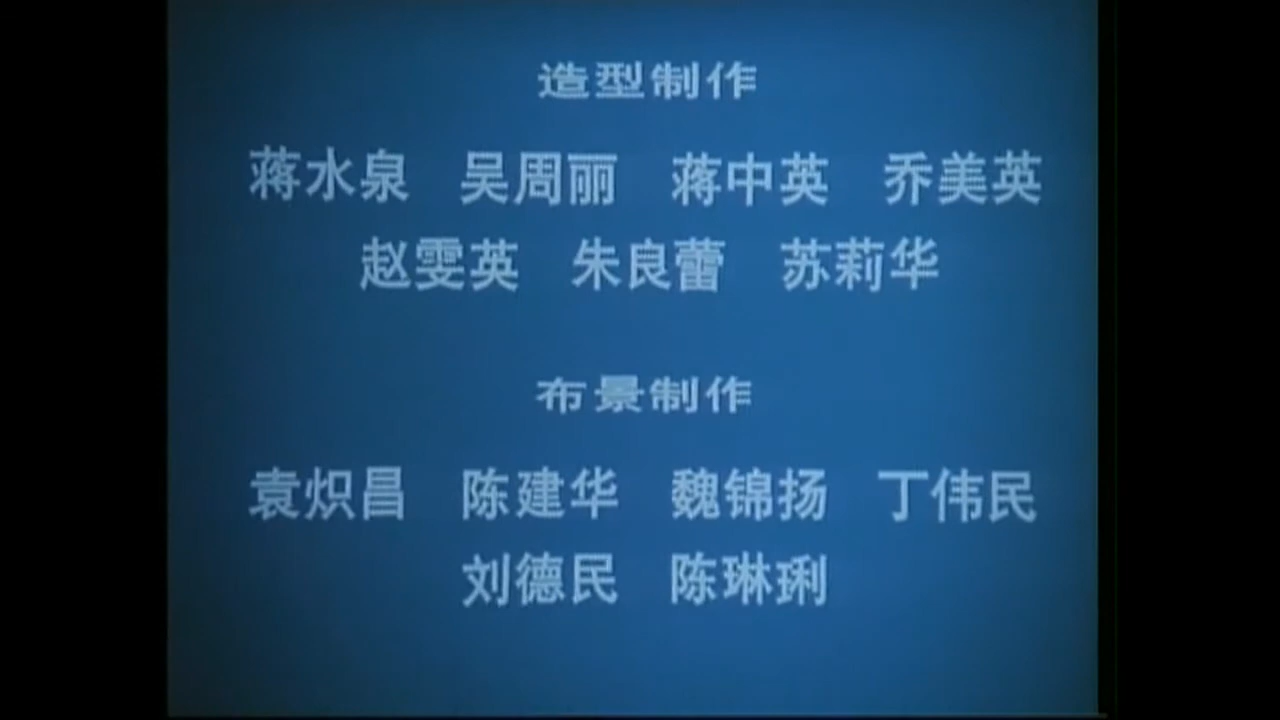 造型制作
蒋水泉 吴周丽 蒋中英 乔美英
赵雯英 朱良蕾 苏莉华
布景制作
袁炽昌 陈建华 魏锦扬 丁伟民
刘德民 陈琳琍